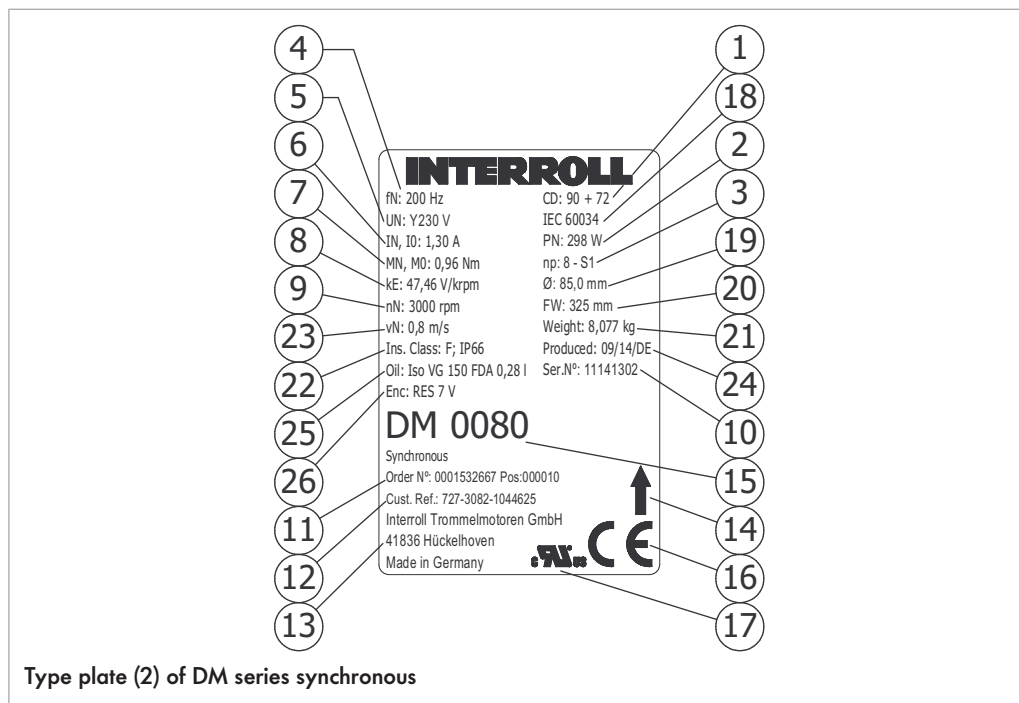 4
5
6
7
8
9
23
22
25
26
11
12
13
1
18
2
3
19
20
21
24
10
15
14
16
17
INTERROLL
fN: 200 Hz
UN: Y230 V
IN, I0: 1,30 A
MN, M0: 0,96 Nm
kE: 47,46 V/krpm
nN: 3000 rpm
vN: 0,8 m/s
Ins. Class: F; IP66
Oil: Iso VG 150 FDA 0,28 l
Enc: RES 7 V
CD: 90 + 72
IEC 60034
PN: 298 W
np: 8 - S1
Ø: 85,0 mm
FW: 325 mm
Weight: 8,077 kg
Produced: 09/14/DE
Ser.Nº: 11141302
DM 0080
Synchronous
Order Nº: 0001532667 Pos:000010
Cust. Ref.: 727-3082-1044625
Interroll Trommelmotoren GmbH
41836 Hückelhoven
Made in Germany
c RU us CE
Type plate (2) of DM series synchronous